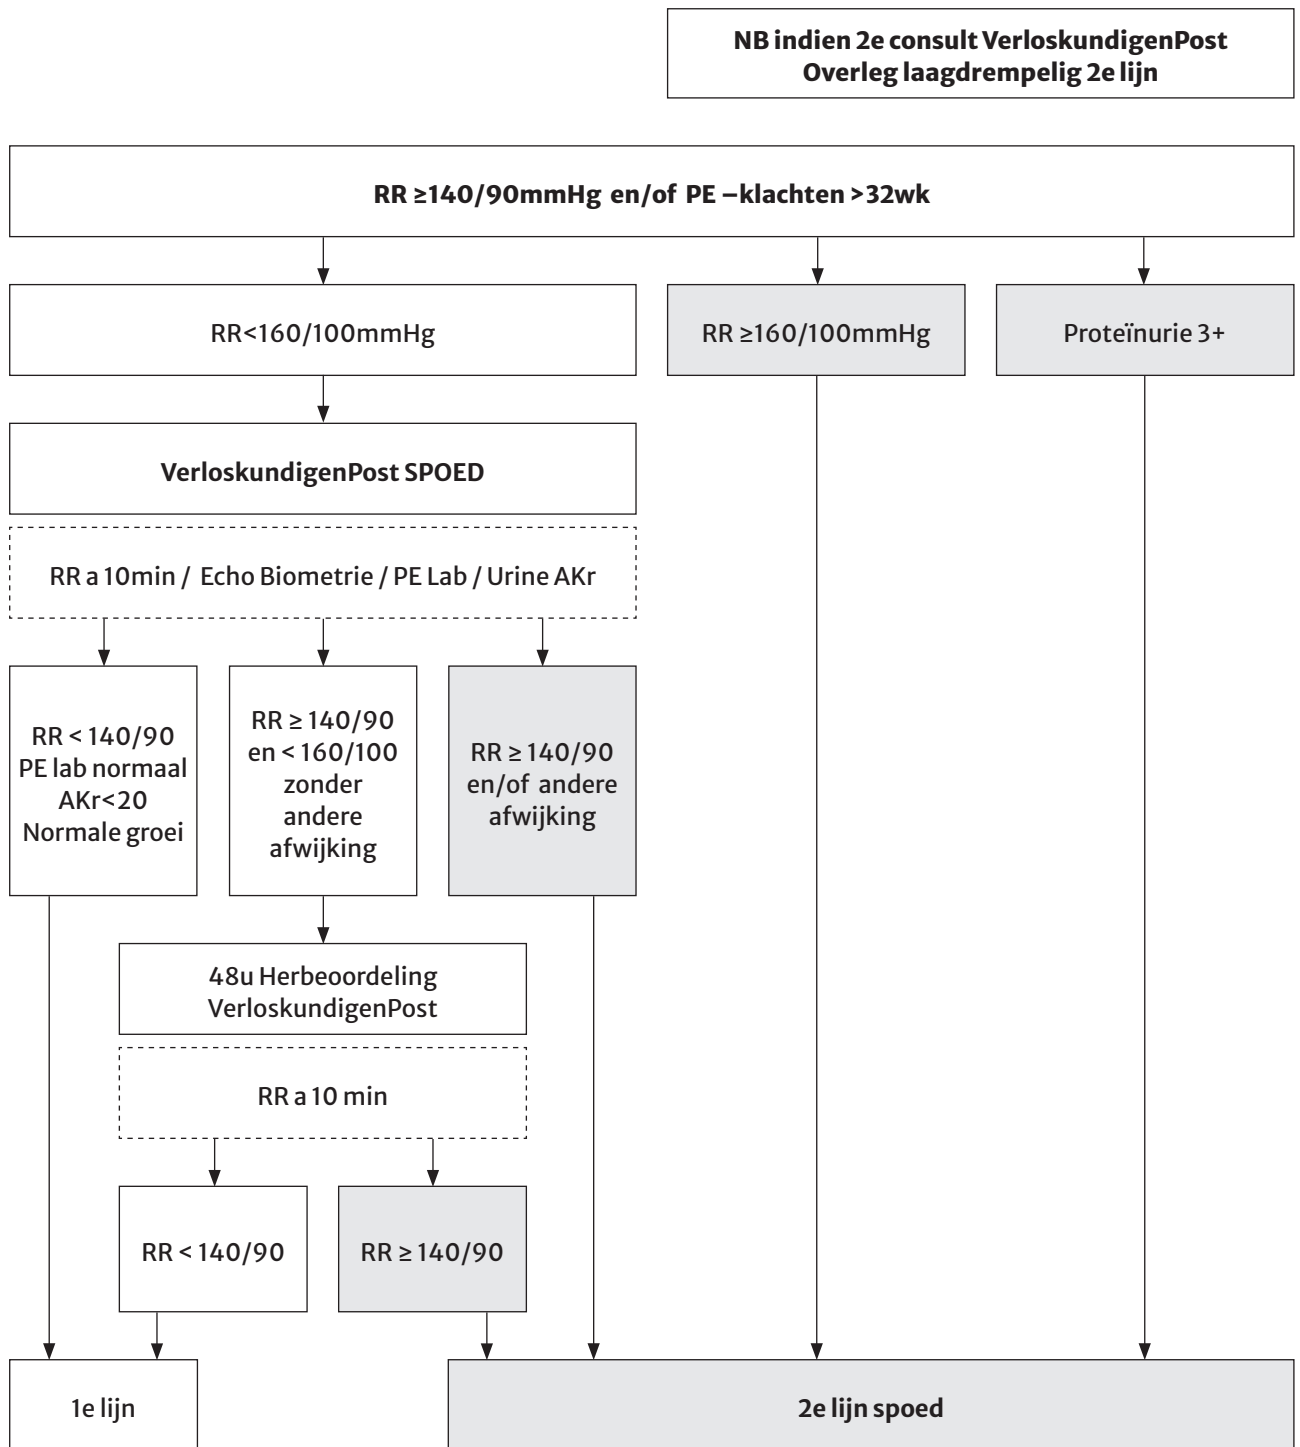 NB indien 2e consult VerloskundigenPost
Overleg laagdrempelig 2e lijn
RR ≥140/90mmHg en/of PE –klachten >32wk
RR<160/100mmHg
RR ≥160/100mmHg
Proteïnurie 3+
VerloskundigenPost SPOED
RR a 10min / Echo Biometrie / PE Lab / Urine AKr
RR < 140/90
PE lab normaal
AKr<20
Normale groei
RR ≥ 140/90
en < 160/100
zonder
andere
afwijking
RR ≥ 140/90
en/of andere
afwijking
48u Herbeoordeling
VerloskundigenPost
RR a 10 min
RR < 140/90
RR ≥ 140/90
1e lijn
2e lijn spoed